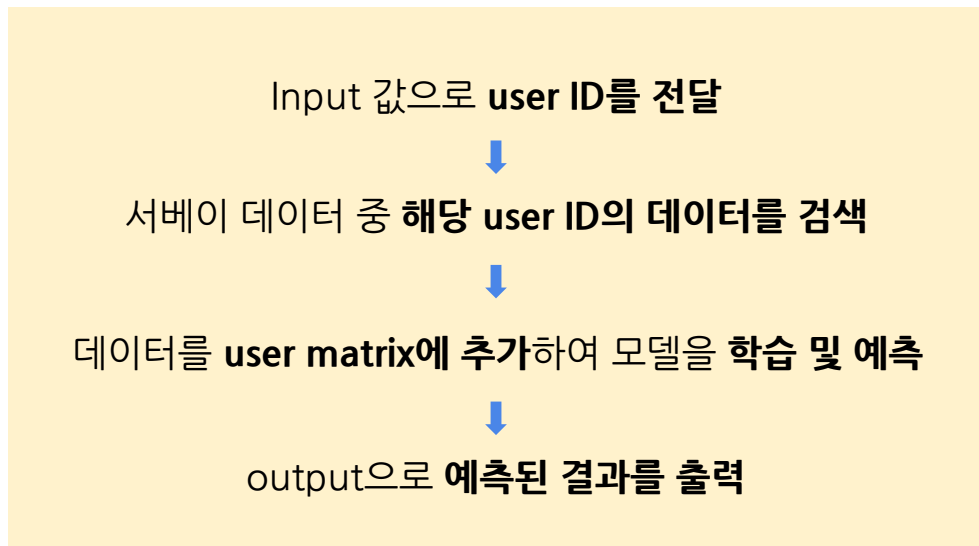 Input 값으로 user ID를 전달
서베이 데이터 중 해당 user ID의 데이터를 검색
데이터를 user matrix에 추가하여 모델을 학습 및 예측
output으로 예측된 결과를 출력